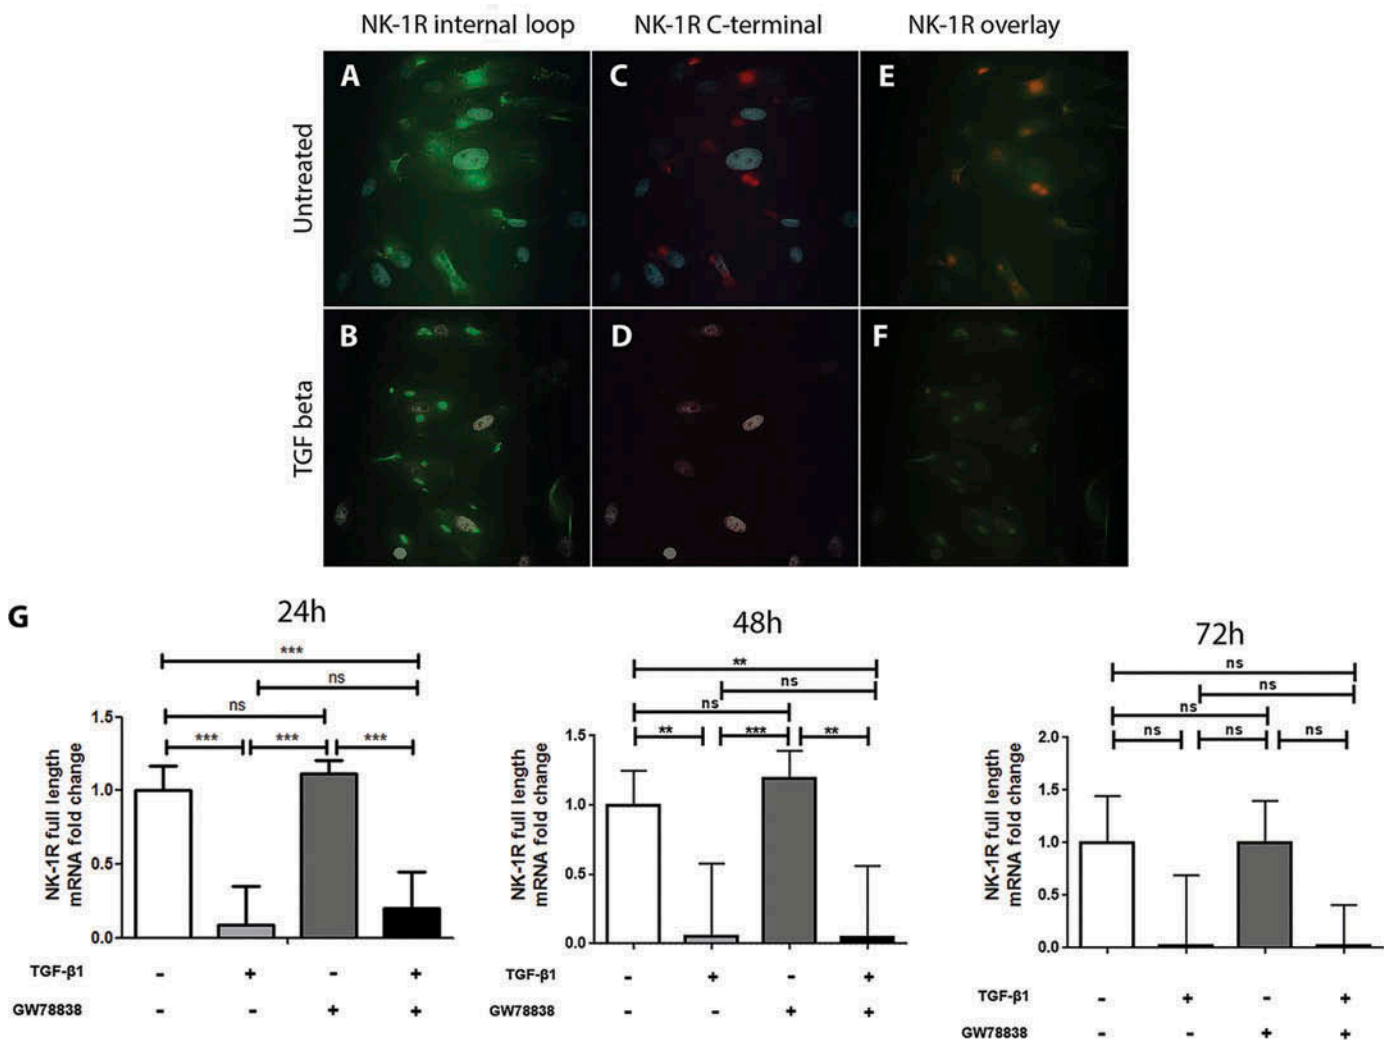 NK-1R internal loop NK-1R C-terminal NK-1R overlay
Untreated
A C E
TGF beta
B D F
G
24h
***
ns
ns
*** *** ***
NK-1R full length
mRNA fold change
1.5
1.0
0.5
0.0
TGF-β1 - + - +
GW78838 - - + +
48h
**
ns
ns
** *** **
NK-1R full length
mRNA fold change
1.5
1.0
0.5
0.0
TGF-β1 - + - +
GW78838 - - + +
72h
ns
ns
ns
ns ns ns
NK-1R full length
mRNA fold change
2.0
1.5
1.0
0.5
0.0
TGF-β1 - + - +
GW78838 - - + +